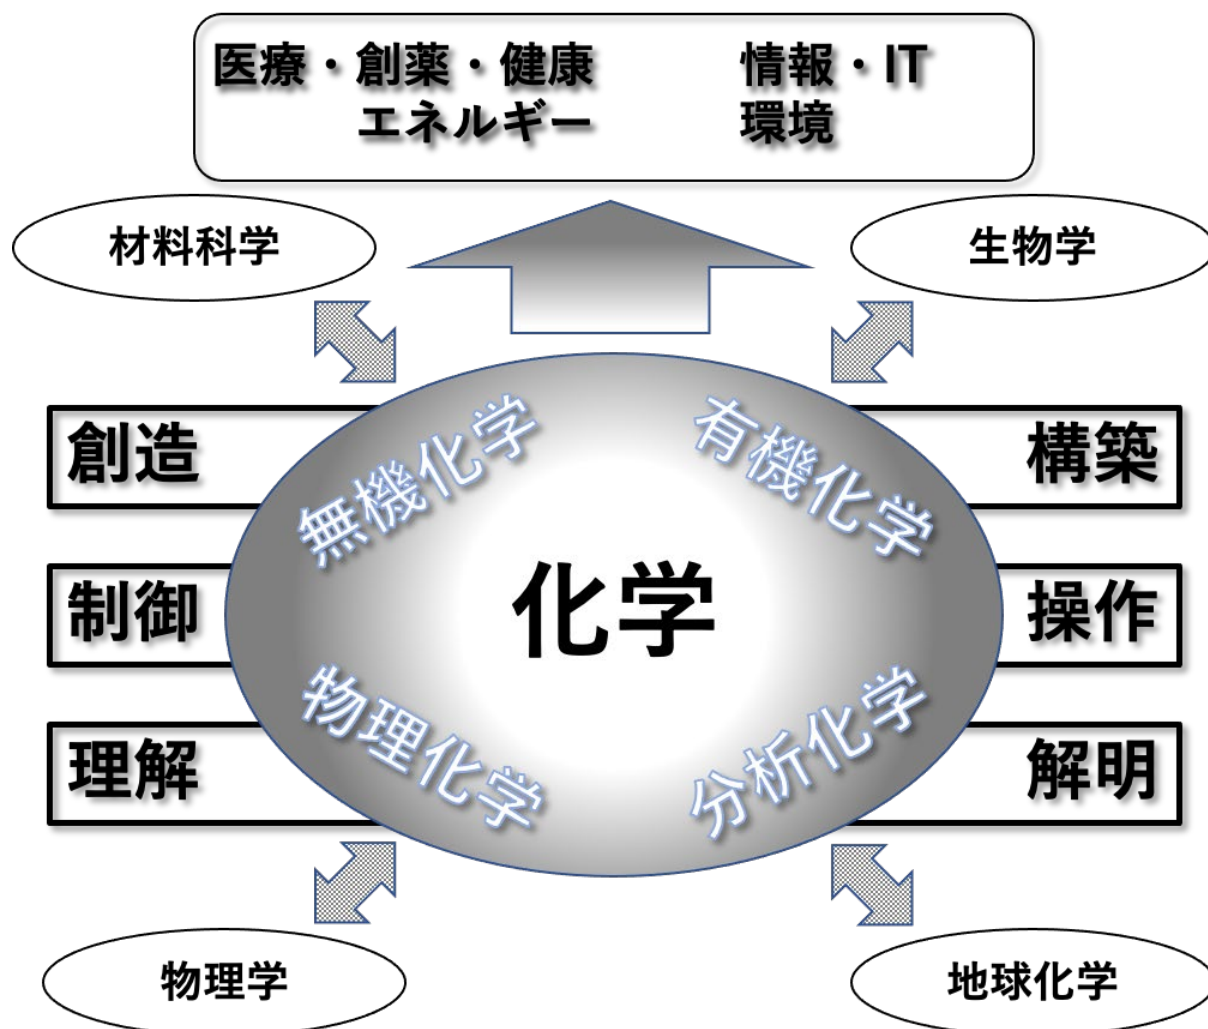 医療・創薬・健康 情報・IT
エネルギー 環境
材料科学
生物学
無機化学
有機化学
創造
構築
化学
制御
操作
物理化学
分析化学
理解
解明
物理学
地球化学